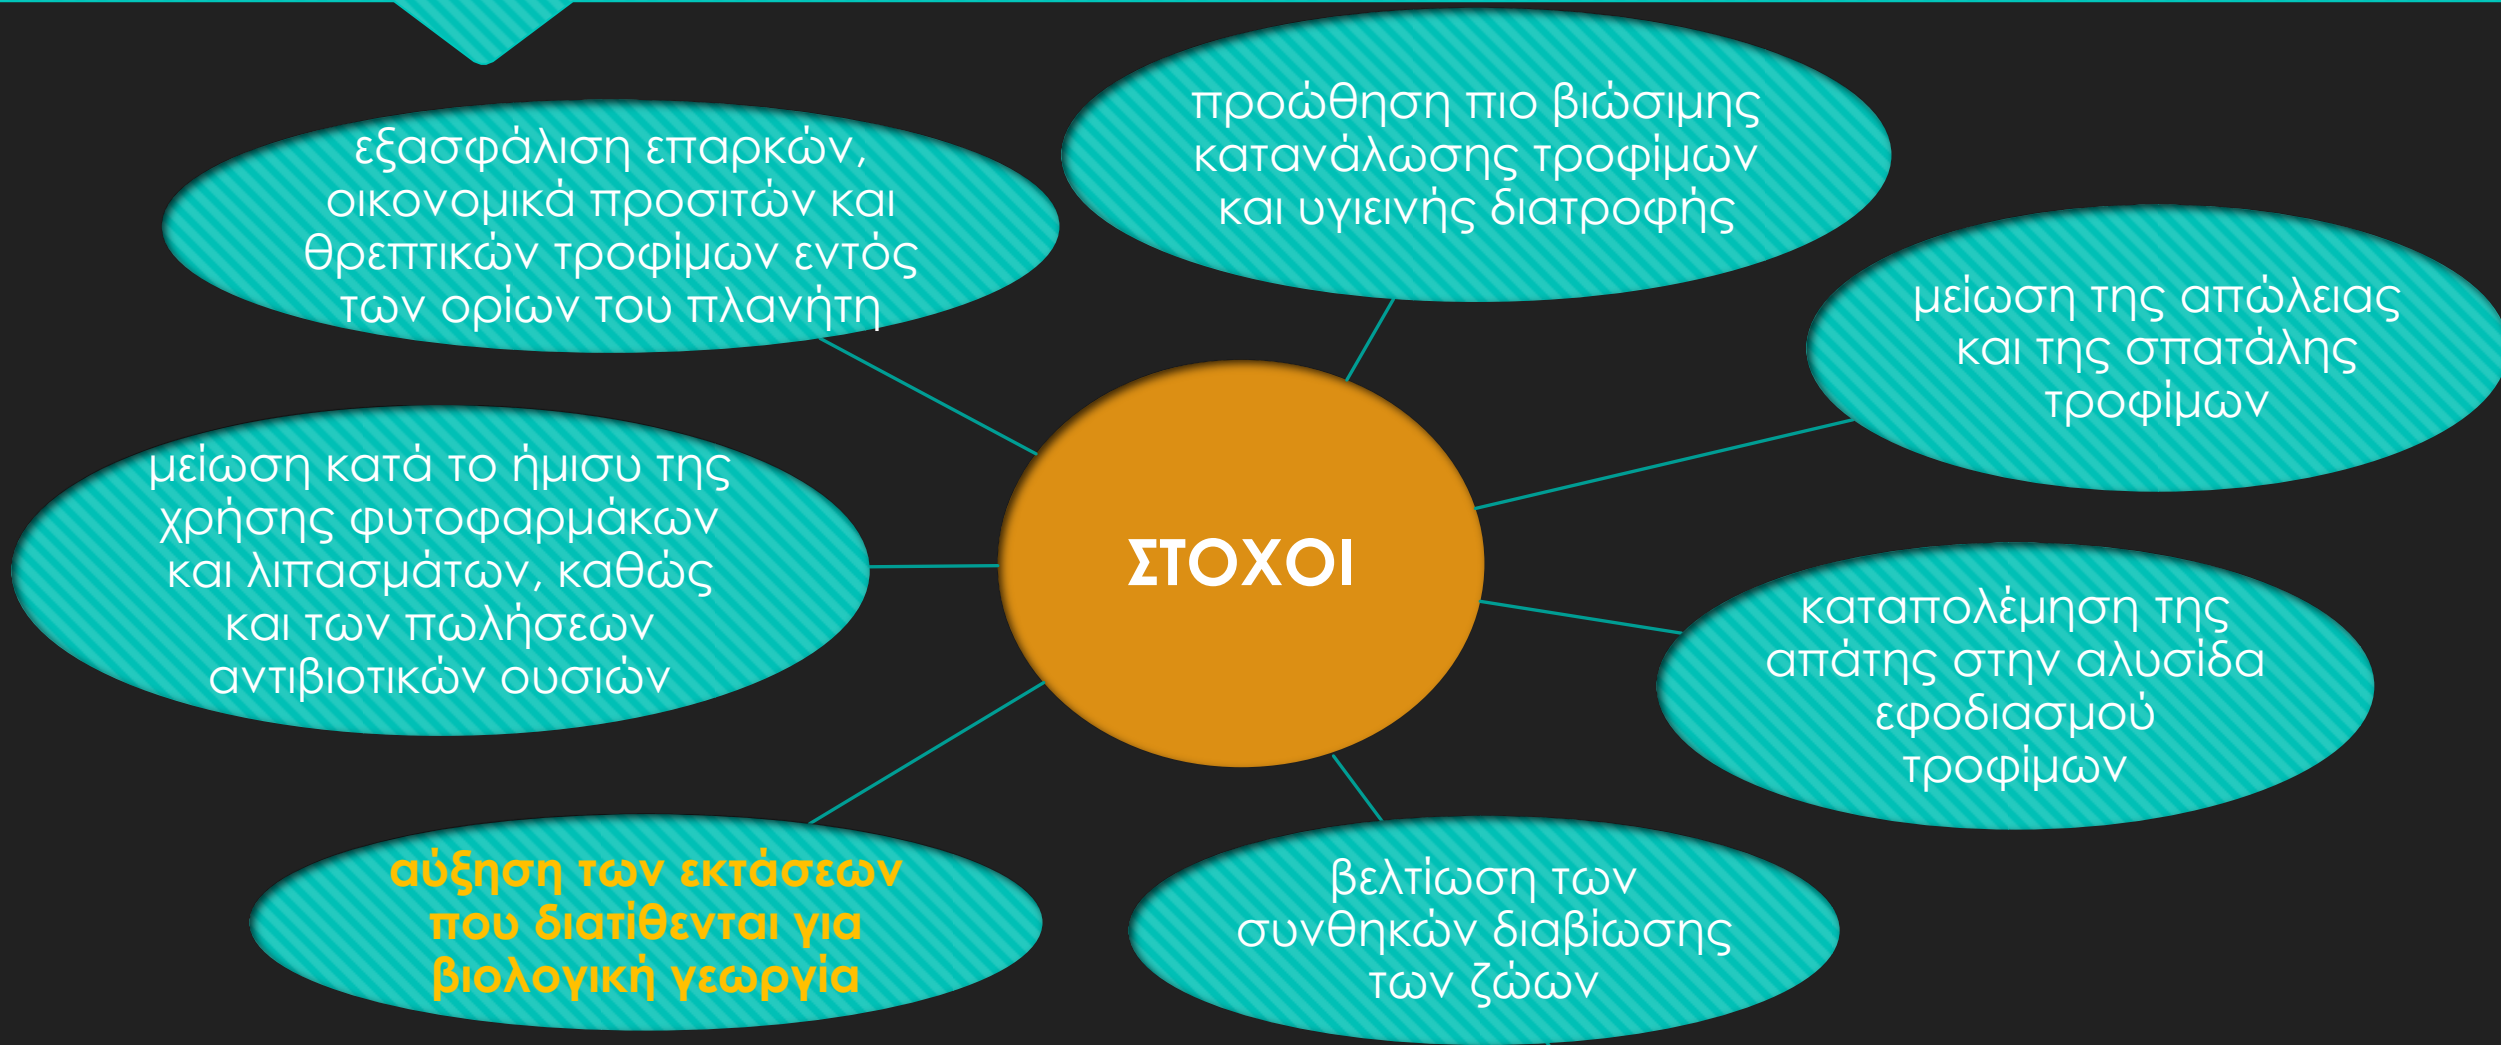 εξασφάλιση επαρκών,
οικονομικά προσιτών και
θρεπτικών τροφίμων εντός
των ορίων του πλανήτη
προώθηση πιο βιώσιμης
κατανάλωσης τροφίμων
και υγιεινής διατροφής
μείωση της απώλειας
και της σπατάλης
τροφίμων
μείωση κατά το ήμισυ της
χρήσης φυτοφαρμάκων
και λιπασμάτων, καθώς
και των πωλήσεων
αντιβιοτικών ουσιών
ΣΤΟΧΟΙ
καταπολέμηση της
απάτης στην αλυσίδα
εφοδιασμού
τροφίμων
αύξηση των εκτάσεων
που διατίθενται για
βιολογική γεωργία
βελτίωση των
συνθηκών διαβίωσης
των ζώων